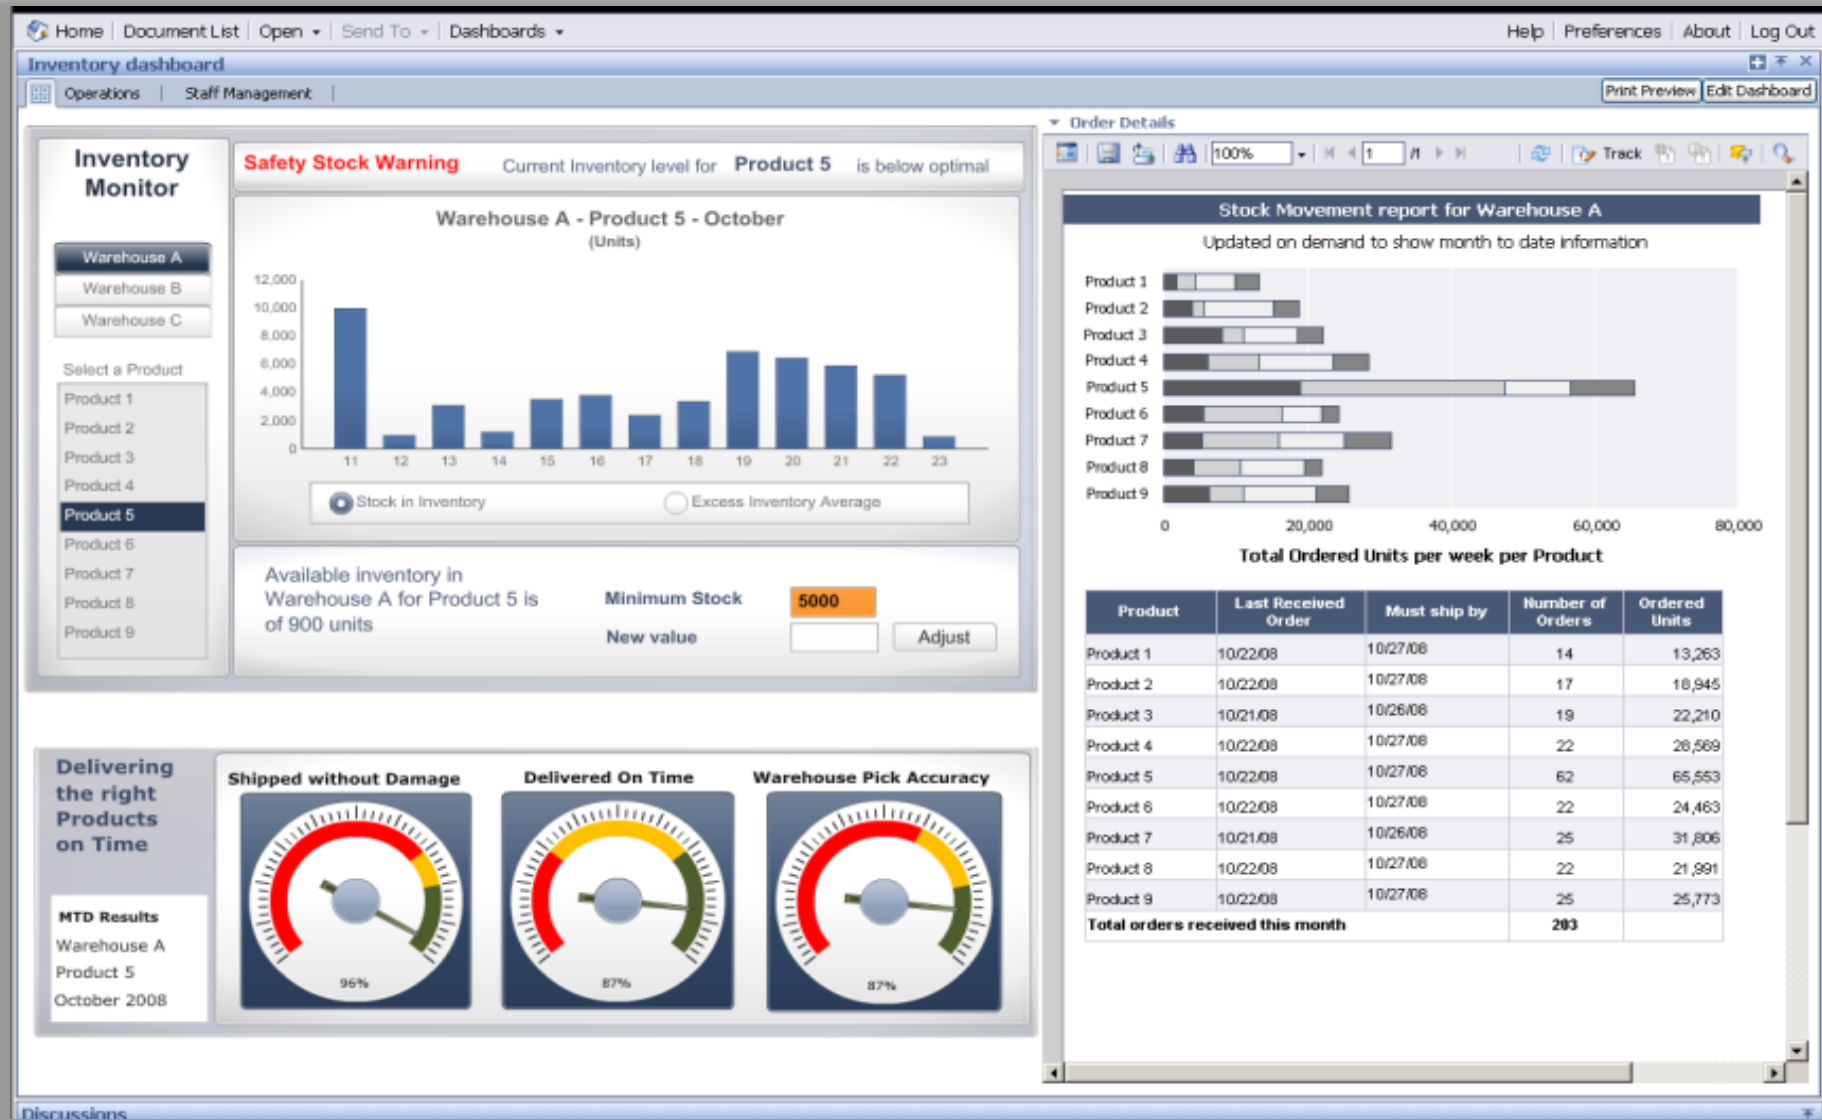 Home | Document List | Open | Send To | Dashboards
Help | Preferences | About | Log Out
Inventory dashboard
Operations | Staff Management |
Print Preview Edit Dashboard
Inventory
Monitor
Warehouse A
Warehouse B
Warehouse C
Select a Product
Product 1
Product 2
Product 3
Product 4
Product 5
Product 6
Product 7
Product 8
Product 9
Safety Stock Warning Current Inventory level for Product 5 is below optimal
Warehouse A - Product 5 - October
(Units)
12,000
10,000
8,000
6,000
4,000
2,000
0
11 12 13 14 15 16 17 18 19 20 21 22 23
Stock in Inventory Excess Inventory Average
Available inventory in
Warehouse A for Product 5 is
of 900 units
Minimum Stock 5000
New value Adjust
Delivering
the right
Products
on Time
MTD Results
Warehouse A
Product 5
October 2008
Shipped without Damage
96%
Delivered On Time
87%
Warehouse Pick Accuracy
87%
Order Details
100% 1 /1 Track
Stock Movement report for Warehouse A
Updated on demand to show month to date information
Product 1
Product 2
Product 3
Product 4
Product 5
Product 6
Product 7
Product 8
Product 9
0 20,000 40,000 60,000 80,000
Total Ordered Units per week per Product
Product Last Received Order Must ship by Number of Orders Ordered Units
Product 1 10/22/08 10/27/08 14 13,263
Product 2 10/22/08 10/27/08 17 18,945
Product 3 10/21/08 10/26/08 19 22,210
Product 4 10/22/08 10/27/08 22 28,569
Product 5 10/22/08 10/27/08 62 65,553
Product 6 10/22/08 10/27/08 22 24,463
Product 7 10/21/08 10/26/08 25 31,806
Product 8 10/22/08 10/27/08 22 21,991
Product 9 10/22/08 10/27/08 25 25,773
Total orders received this month 203
Discussions